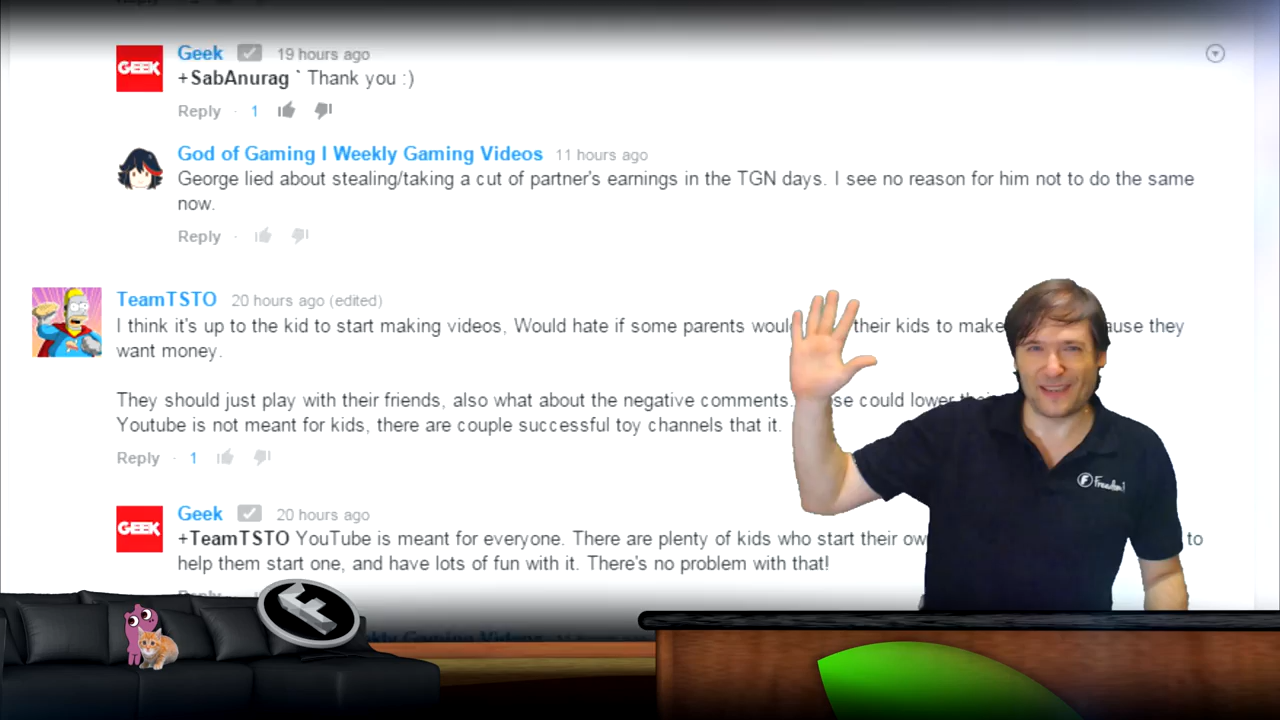 Reply
GEEK
Geek 19 hours ago
+SabAnurag ` Thank you :)
Reply · 1
God of Gaming I Weekly Gaming Videos 11 hours ago
George lied about stealing/taking a cut of partner's earnings in the TGN days. I see no reason for him not to do the same
now.
Reply ·
TeamTSTO 20 hours ago (edited)
I think it's up to the kid to start making videos, Would hate if some parents would their kids to make because they
want money.
They should just play with their friends, also what about the negative comments. could lower
Youtube is not meant for kids, there are couple successful toy channels that it.
Reply · 1
GEEK
Geek 20 hours ago
+TeamTSTO YouTube is meant for everyone. There are plenty of kids who start their to
help them start one, and have lots of fun with it. There's no problem with that!
Reply
Weekly Gaming Videos
F
Freedom!